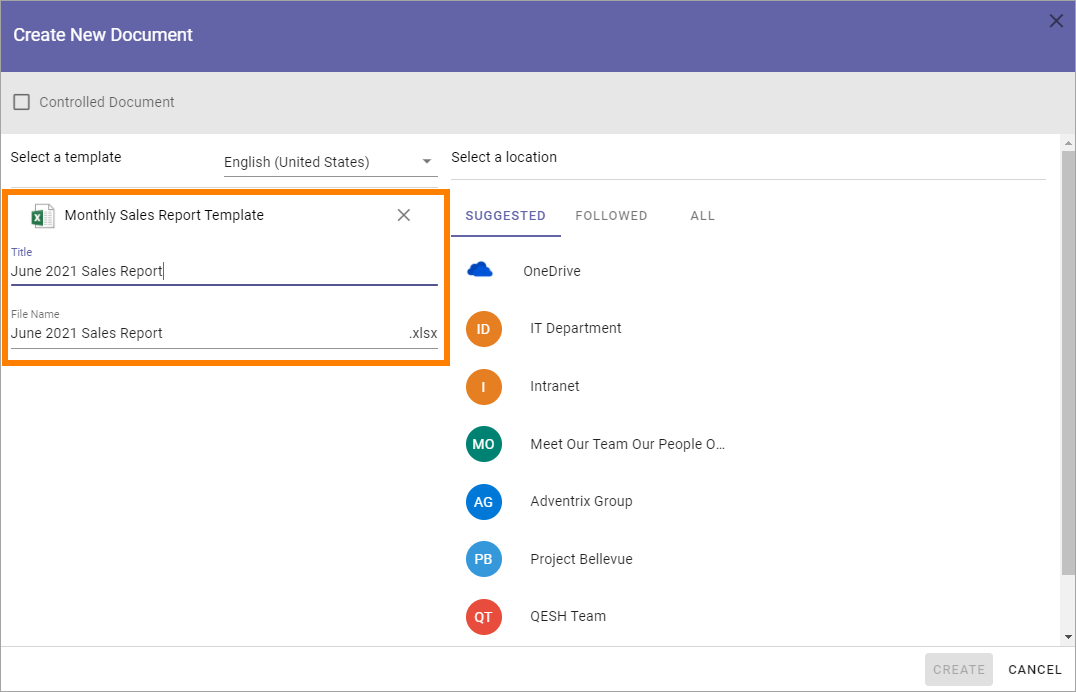 Create New Document
Controlled Document
Select a template
English (United States)
Select a location
Monthly Sales Report Template
Title
June 2021 Sales Report
File Name
June 2021 Sales Report .xlsx
SUGGESTED FOLLOWED ALL
OneDrive
ID IT Department
I Intranet
MO Meet Our Team Our People O...
AG Adventrix Group
PB Project Bellevue
QT QESH Team
CREATE CANCEL